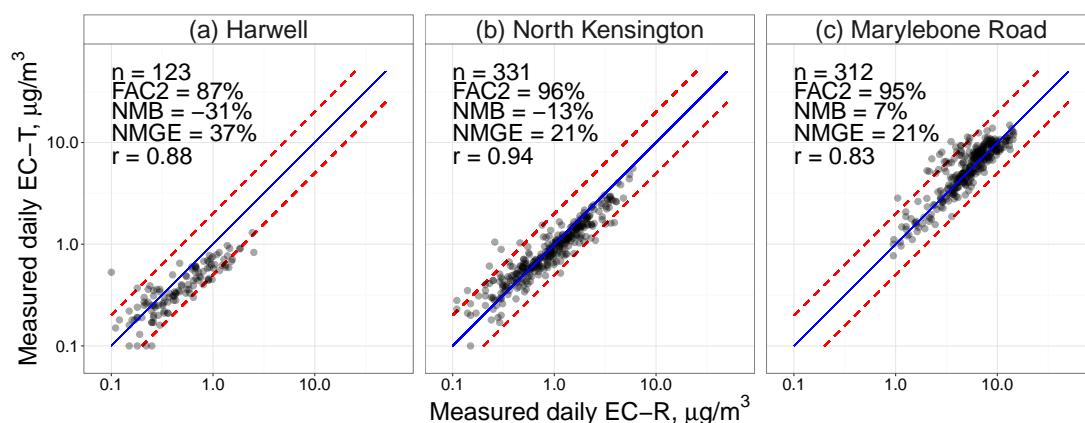 (a) Harwell
(b) North Kensington
(c) Marylebone Road
Measured daily EC−T, μg/m³
10.0
1.0
0.1
n = 123
FAC2 = 87%
NMB = −31%
NMGE = 37%
r = 0.88
n = 331
FAC2 = 96%
NMB = −13%
NMGE = 21%
r = 0.94
n = 312
FAC2 = 95%
NMB = 7%
NMGE = 21%
r = 0.83
0.1 1.0 10.0
0.1 1.0 10.0
0.1 1.0 10.0
Measured daily EC−R, μg/m³